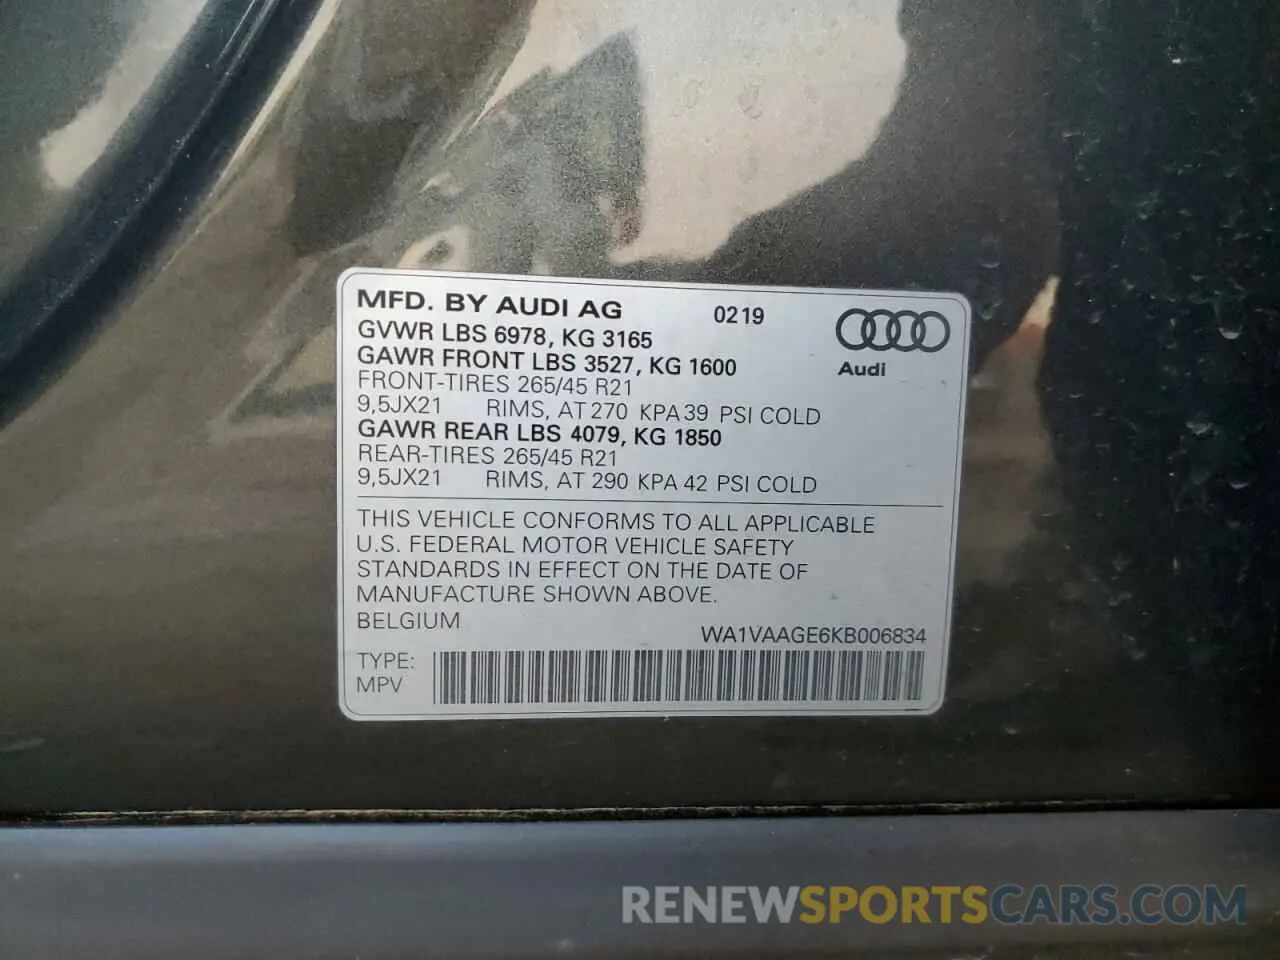 MFD. BY AUDI AG 0219
GVWR LBS 6978, KG 3165
GAWR FRONT LBS 3527, KG 1600
Audi
FRONT-TIRES 265/45 R21
9,5JX21 RIMS, AT 270 KPA 39 PSI COLD
GAWR REAR LBS 4079, KG 1850
REAR-TIRES 265/45 R21
9,5JX21 RIMS, AT 290 KPA 42 PSI COLD
THIS VEHICLE CONFORMS TO ALL APPLICABLE
U.S. FEDERAL MOTOR VEHICLE SAFETY
STANDARDS IN EFFECT ON THE DATE OF
MANUFACTURE SHOWN ABOVE.
BELGIUM
WA1VAAGE6KB006834
TYPE:
MPV
RENEWSPORTSCARS.COM